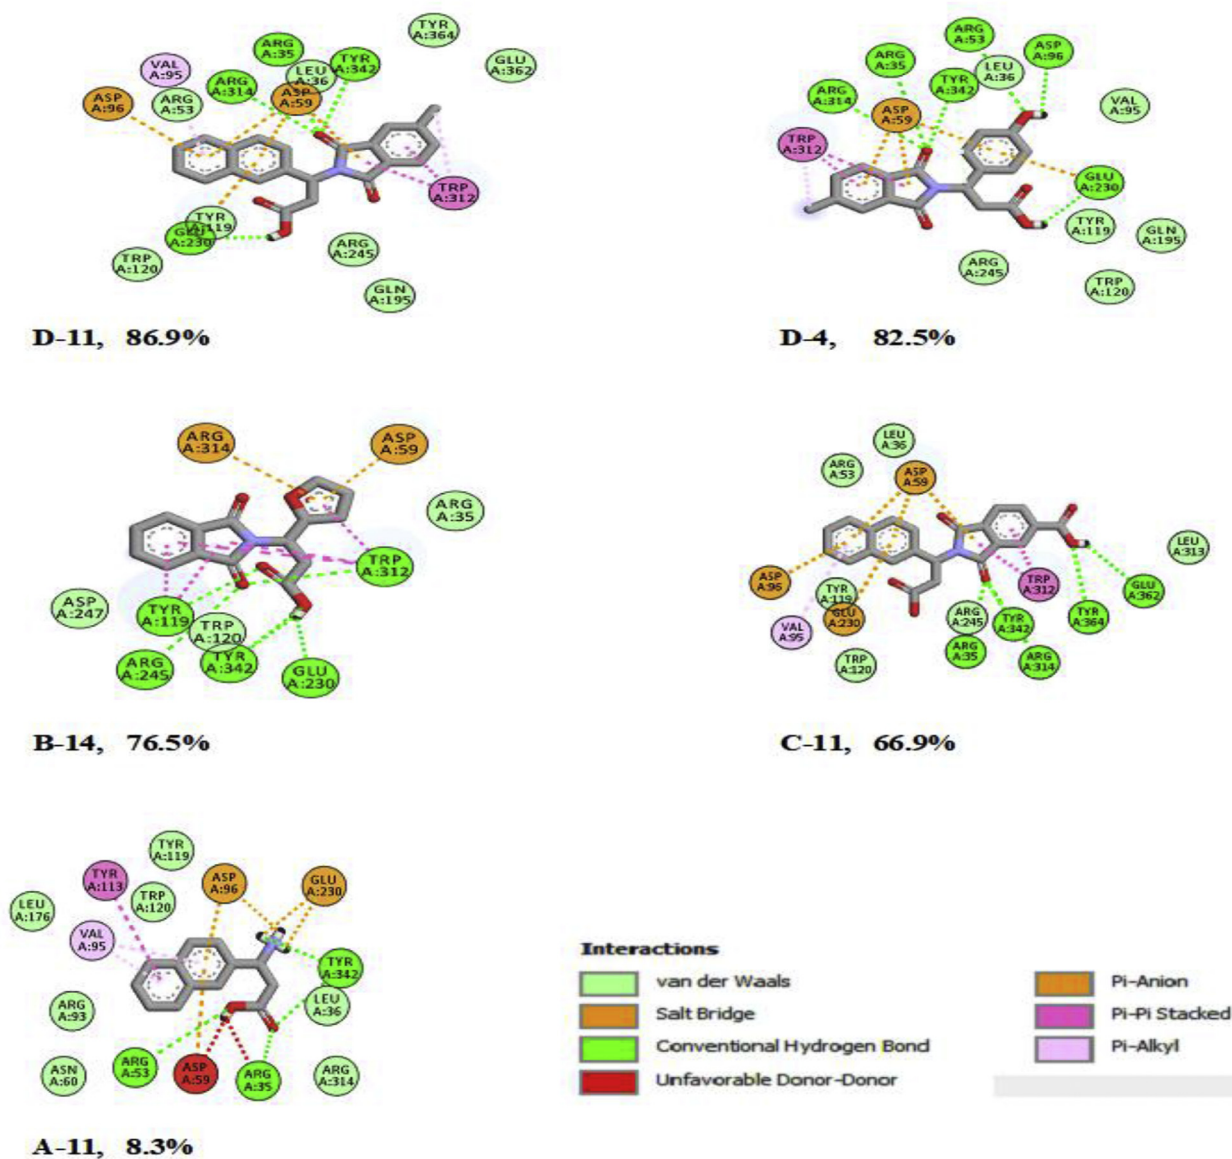 TYR
A:364
ARG
A:35
TYR
A:342
VAL
A:95
LEU
A:36
GLU
A:362
ARG
A:314
ASP
A:59
ASP
A:96
ARG
A:53
TRP
A:312
TYR
A:119
GLU
A:230
TRP
A:120
ARG
A:245
GLN
A:195
D-11, 86.9%
ARG
A:53
ASP
A:96
ARG
A:35
LEU
A:36
TYR
A:342
ARG
A:314
ASP
A:59
VAL
A:95
TRP
A:312
GLU
A:230
TYR
A:119
GLN
A:195
ARG
A:245
TRP
A:120
D-4, 82.5%
ARG
A:314
ASP
A:59
ARG
A:35
TRP
A:312
ASP
A:247
TYR
A:119
TRP
A:120
ARG
A:245
TYR
A:342
GLU
A:230
B-14, 76.5%
LEU
A:36
ARG
A:53
ASP
A:59
LEU
A:313
ASP
A:96
TYR
A:119
TRP
A:312
GLU
A:362
VAL
A:95
GLU
A:230
ARG
A:245
TYR
A:342
TYR
A:364
TRP
A:120
ARG
A:35
ARG
A:314
C-11, 66.9%
TYR
A:119
TYR
A:113
ASP
A:96
GLU
A:230
LEU
A:176
TRP
A:120
VAL
A:95
TYR
A:342
ARG
A:93
LEU
A:36
ASN
A:60
ARG
A:53
ASP
A:59
ARG
A:35
ARG
A:314
A-11, 8.3%
Interactions
van der Waals
Salt Bridge
Conventional Hydrogen Bond
Unfavorable Donor-Donor
Pi-Anion
Pi-Pi Stacked
Pi-Alkyl